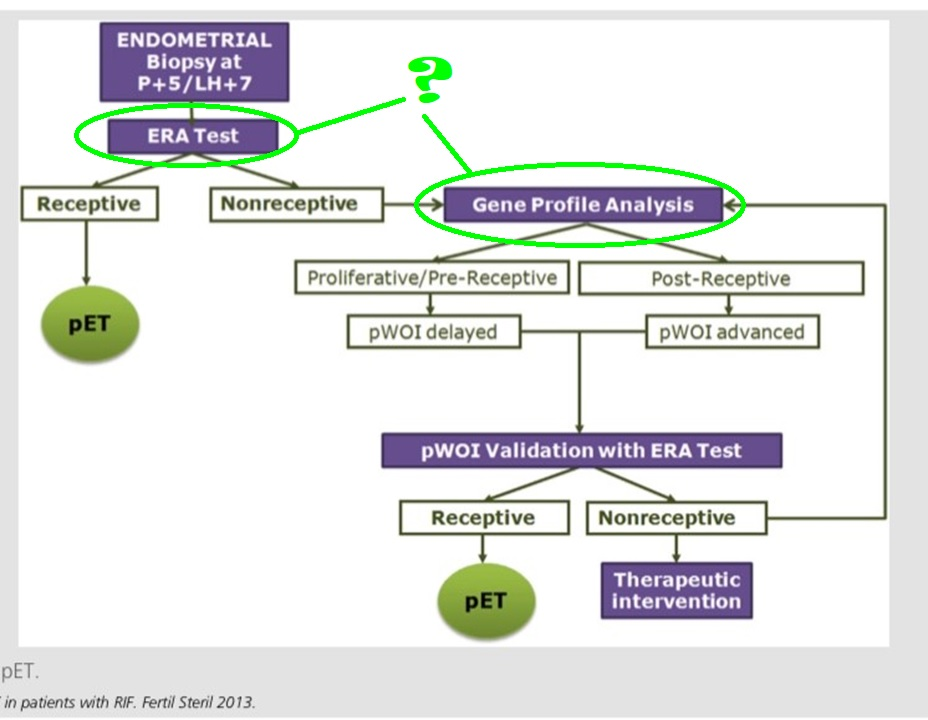 ENDOMETRIAL
Biopsy at
P+5/LH+7
?
ERA Test
Receptive
Nonreceptive
Gene Profile Analysis
Proliferative/Pre-Receptive
Post-Receptive
pET
pWOI delayed
pWOI advanced
pWOI Validation with ERA Test
Receptive
Nonreceptive
pET
Therapeutic
intervention
pET.
in patients with RIF. Fertil Steril 2013.